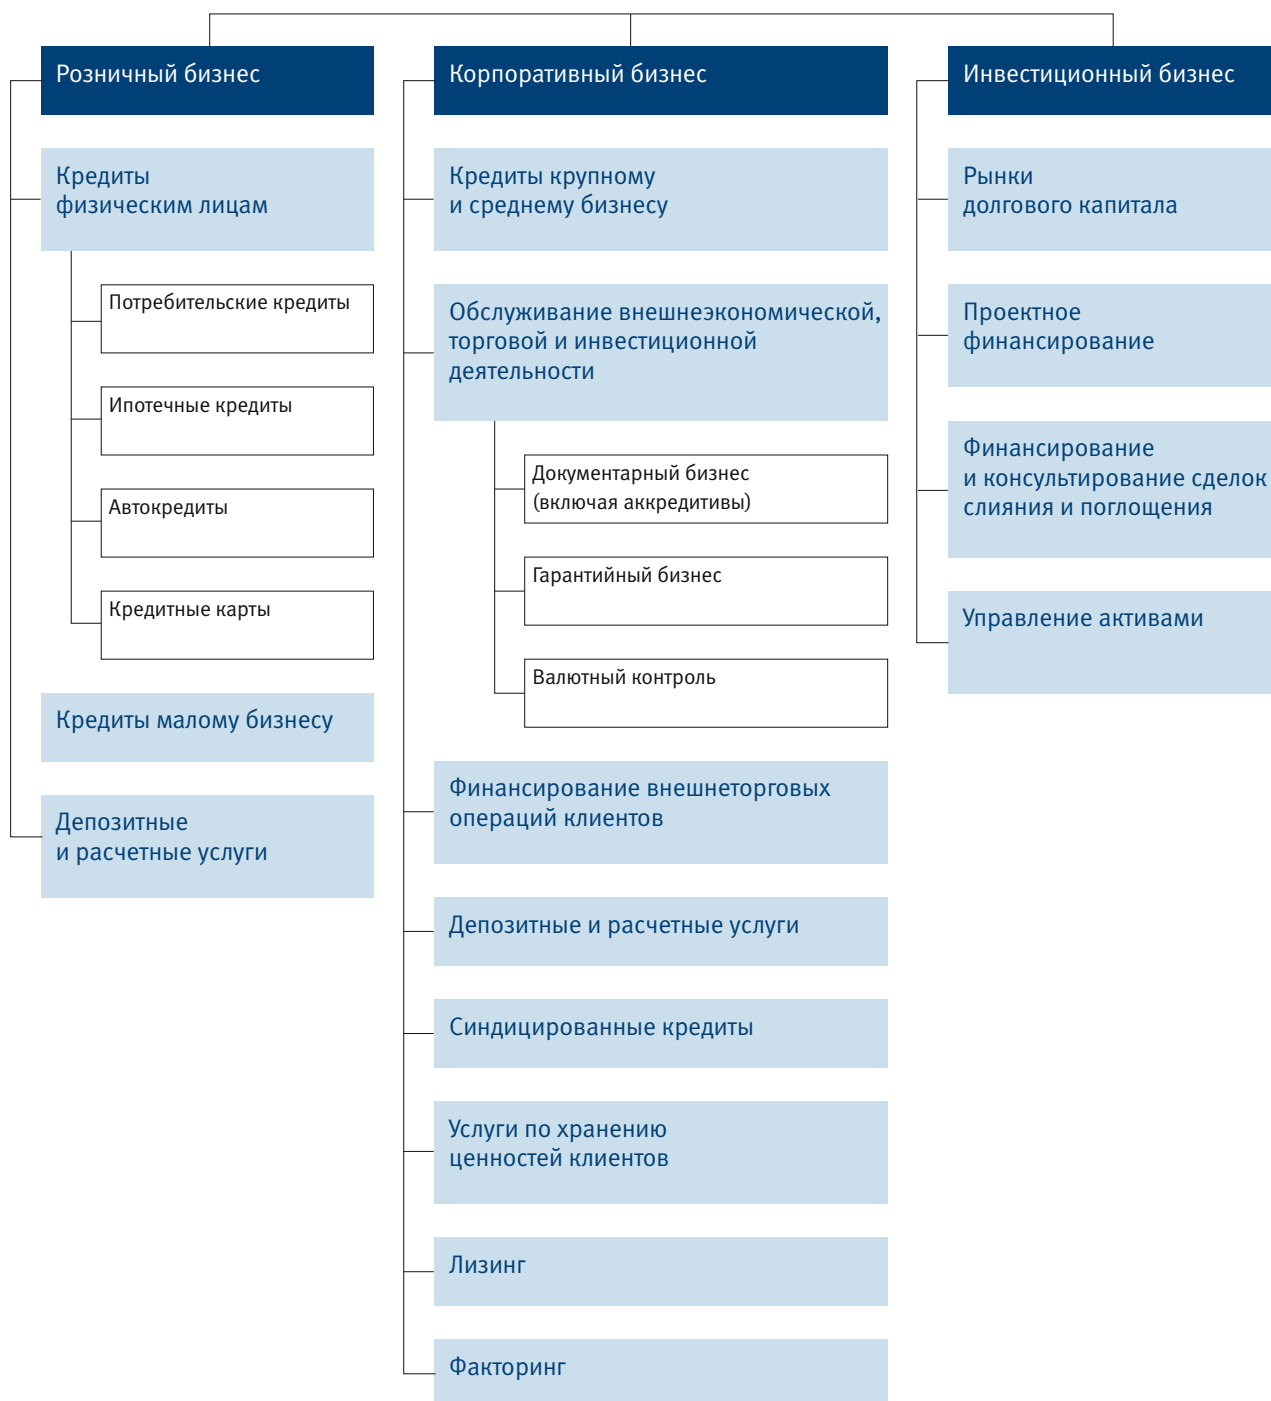 Розничный бизнес
Кредиты
физическим лицам
Потребительские кредиты
Ипотечные кредиты
Автокредиты
Кредитные карты
Кредиты малому бизнесу
Депозитные
и расчетные услуги
Корпоративный бизнес
Кредиты крупному
и среднему бизнесу
Обслуживание внешнеэкономической,
торговой и инвестиционной
деятельности
Документарный бизнес
(включая аккредитивы)
Гарантийный бизнес
Валютный контроль
Финансирование внешнеторговых
операций клиентов
Депозитные и расчетные услуги
Синдицированные кредиты
Услуги по хранению
ценностей клиентов
Лизинг
Факторинг
Инвестиционный бизнес
Рынки
долгового капитала
Проектное
финансирование
Финансирование
и консультирование сделок
слияния и поглощения
Управление активами